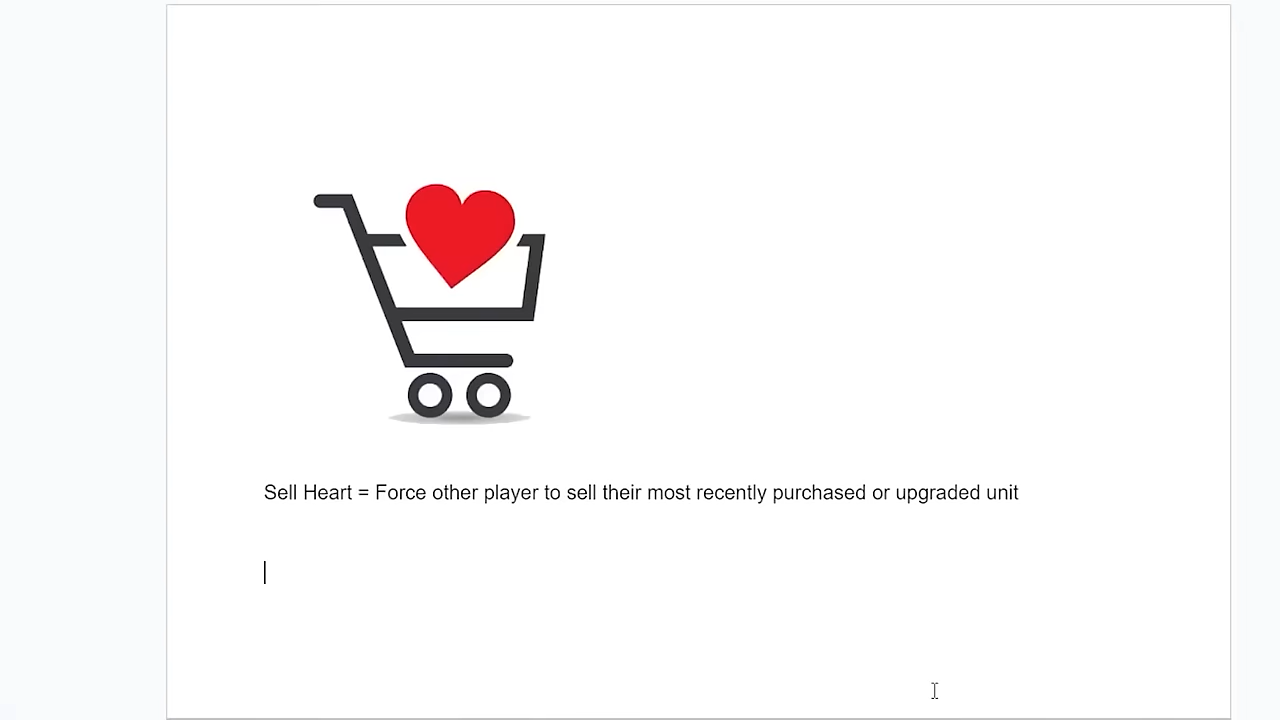 Sell Heart = Force other player to sell their most recently purchased or upgraded unit